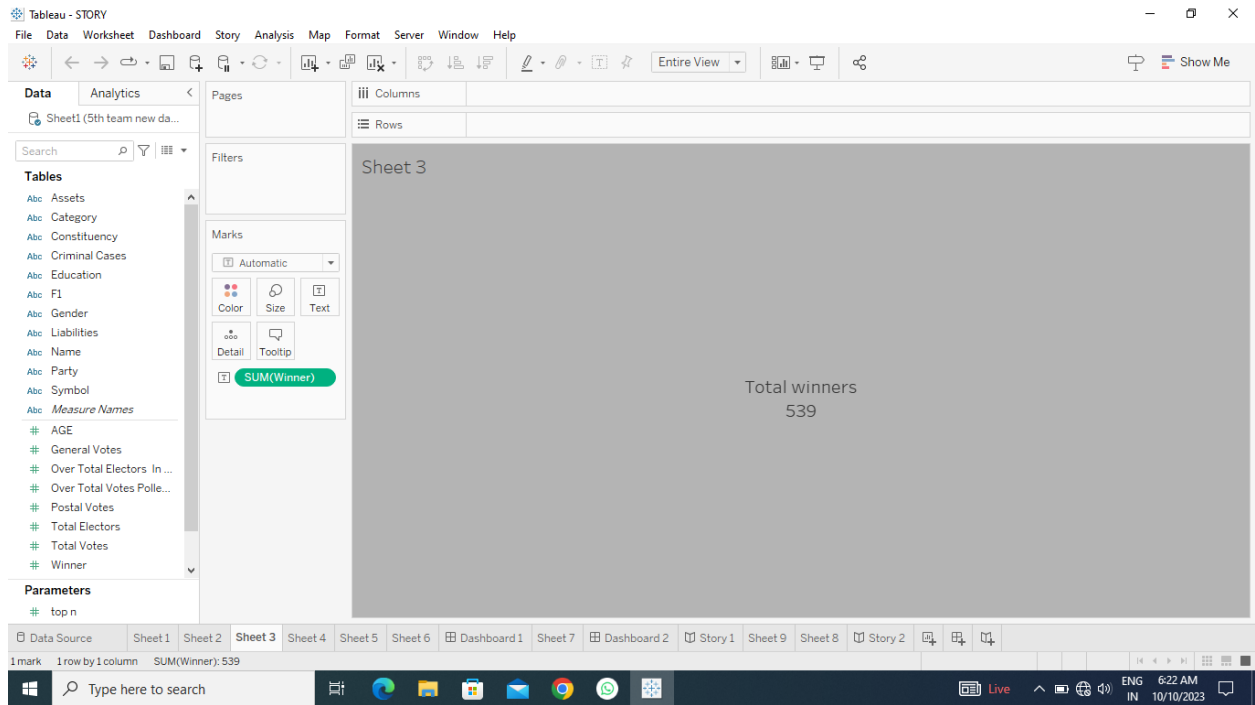 Tableau - STORY
File Data Worksheet Dashboard Story Analysis Map Format Server Window Help
Entire View
Show Me
Data Analytics
Sheet1 (5th team new da...
Search
Tables
Abc Assets
Abc Category
Abc Constituency
Abc Criminal Cases
Abc Education
Abc F1
Abc Gender
Abc Liabilities
Abc Name
Abc Party
Abc Symbol
Abc Measure Names
# AGE
# General Votes
# Over Total Electors In ...
# Over Total Votes Polle...
# Postal Votes
# Total Electors
# Total Votes
# Winner
Parameters
# top n
Pages
Filters
Marks
T Automatic
Color Size Text
Detail Tooltip
T SUM(Winner)
iii Columns
Rows
Sheet 3
Total winners
539
Data Source Sheet 1 Sheet 2 Sheet 3 Sheet 4 Sheet 5 Sheet 6 Dashboard 1 Sheet 7 Dashboard 2 Story 1 Sheet 9 Sheet 8 Story 2
1 mark 1 row by 1 column SUM(Winner): 539
Type here to search
Live
ENG
IN
6:22 AM
10/10/2023